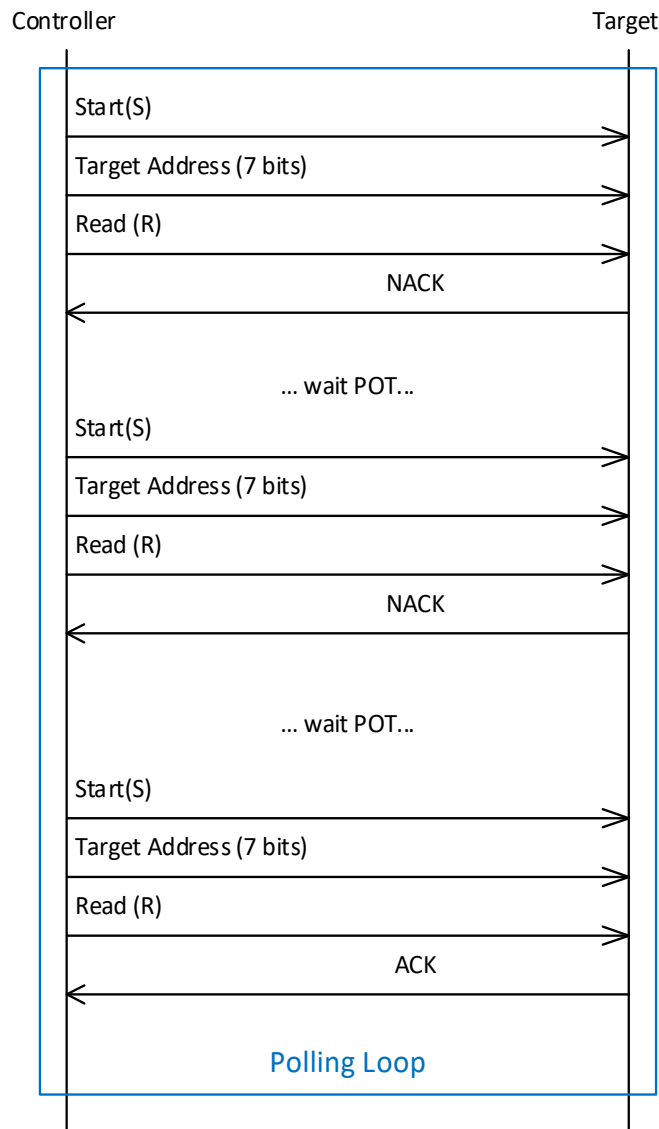 Controller Target
Start(S)
Target Address (7 bits)
Read (R)
NACK
... wait POT...
Start(S)
Target Address (7 bits)
Read (R)
NACK
... wait POT...
Start(S)
Target Address (7 bits)
Read (R)
ACK
Polling Loop